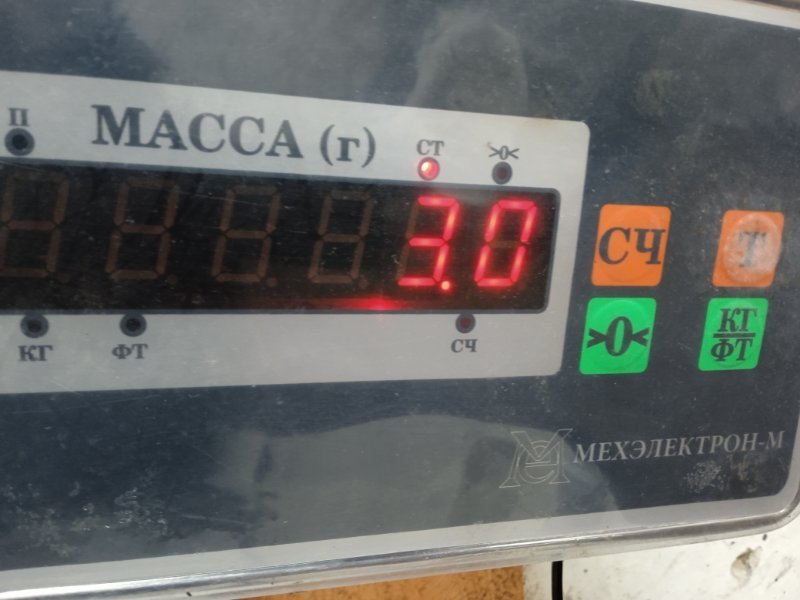 П
МАССА (г)
СТ
>0<
3.0
СЧ
Т
КГ
ФТ
СЧ
>0<
КГ
ФТ
МЕХЭЛЕКТРОН-М